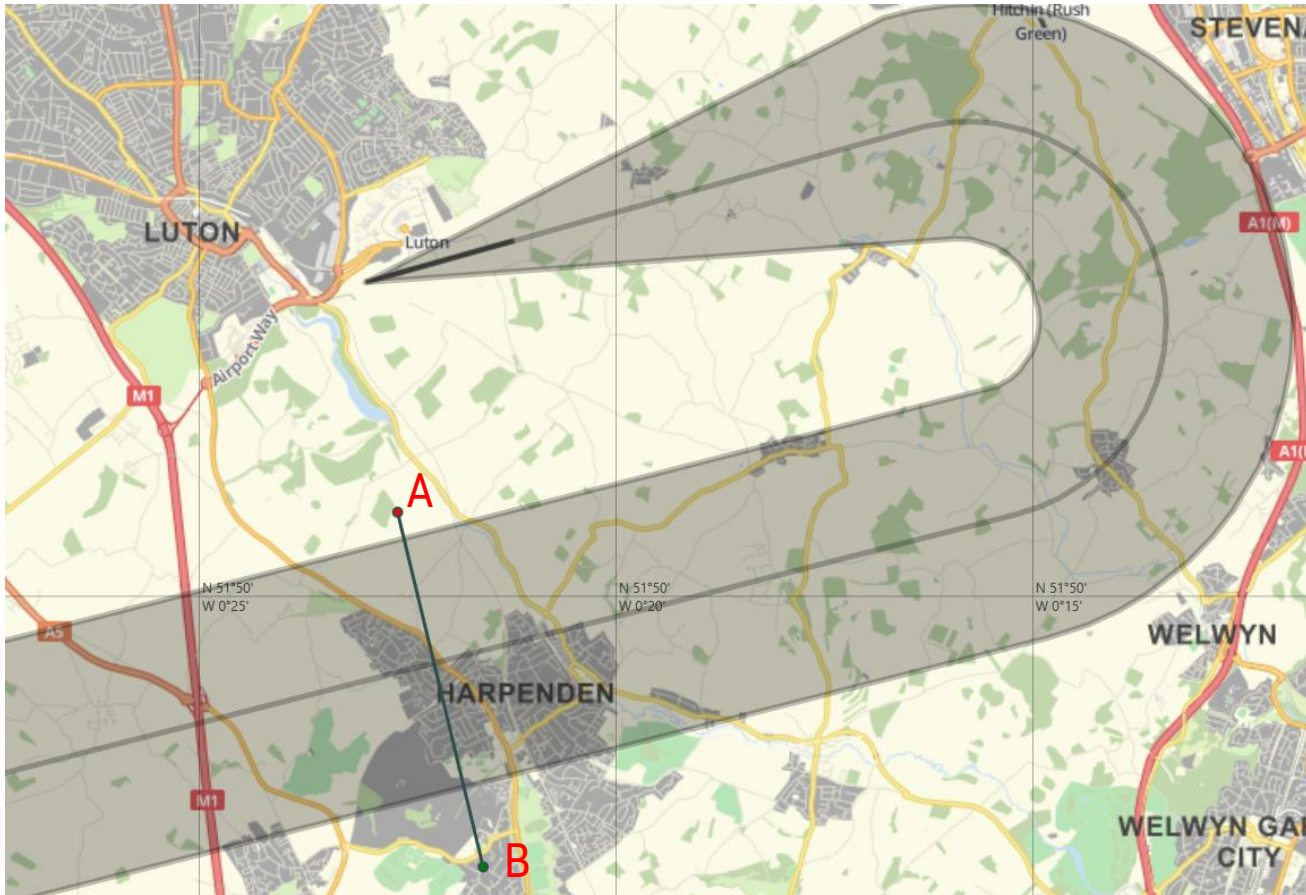 Hitchin (Rush
Green)
STEVENA
LUTON
Luton
A1(M)
Airport Way
M1
A1(
A
N 51°50'
W 0°25'
N 51°50'
W 0°20'
N 51°50'
W 0°15'
A5
WELWYN
HARPENDEN
M1
WELWYN GA
CITY
B